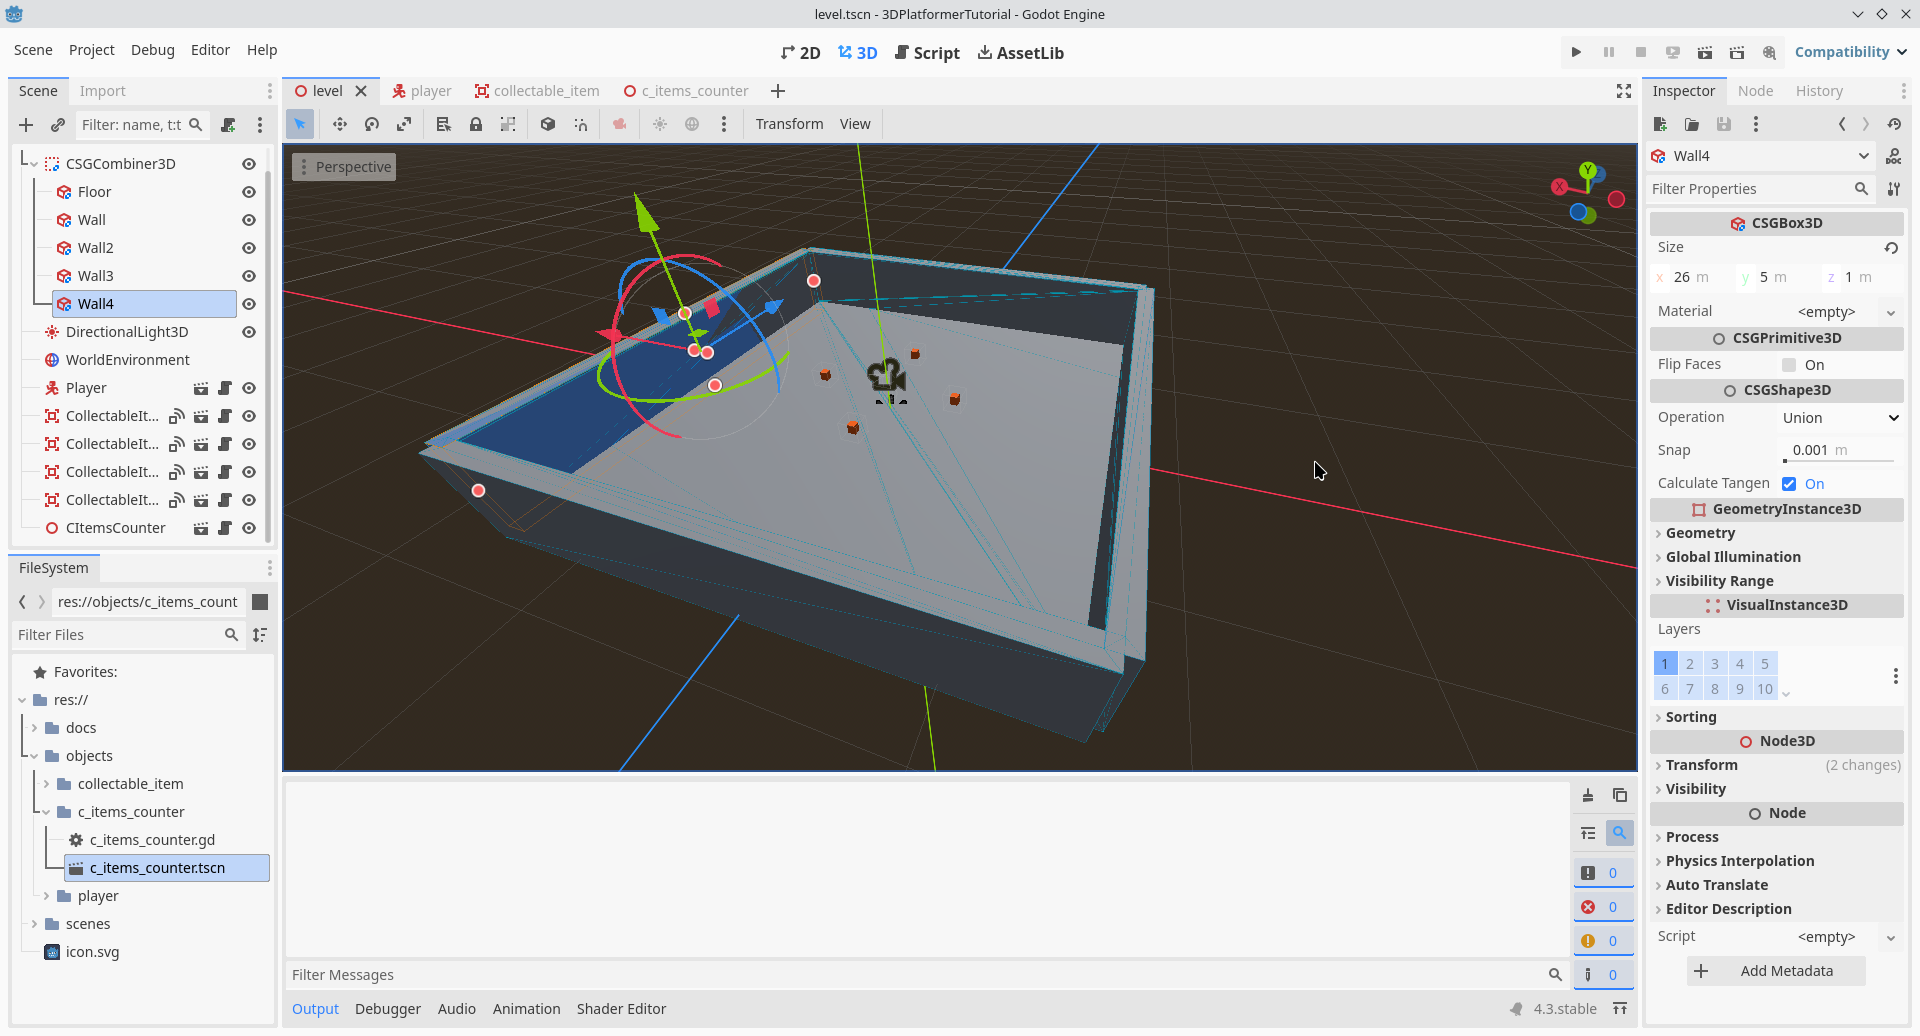 level.tscn - 3DPlatformerTutorial - Godot Engine
Scene Project Debug Editor Help
2D 3D Script AssetLib
Compatibility
Scene Import
Filter: name, t:t
CSGCombiner3D
Floor
Wall
Wall2
Wall3
Wall4
DirectionalLight3D
WorldEnvironment
Player
CollectableIt...
CollectableIt...
CollectableIt...
CollectableIt...
CItemsCounter
FileSystem
res://objects/c_items_count
Filter Files
Favorites:
res://
docs
objects
collectable_item
c_items_counter
c_items_counter.gd
c_items_counter.tscn
player
scenes
icon.svg
level player collectable_item c_items_counter
Transform View
Perspective
Y
X
0
0
0
0
Filter Messages
Output Debugger Audio Animation Shader Editor
4.3.stable
Inspector Node History
Wall4
DOC
Filter Properties
CSGBox3D
Size
x 26 m y 5 m z 1 m
Material <empty>
CSGPrimitive3D
Flip Faces On
CSGShape3D
Operation Union
Snap 0.001 m
Calculate Tangen On
GeometryInstance3D
Geometry
Global Illumination
Visibility Range
VisualInstance3D
Layers
1 2 3 4 5
6 7 8 9 10
Sorting
Node3D
Transform (2 changes)
Visibility
Node
Process
Physics Interpolation
Auto Translate
Editor Description
Script <empty>
Add Metadata